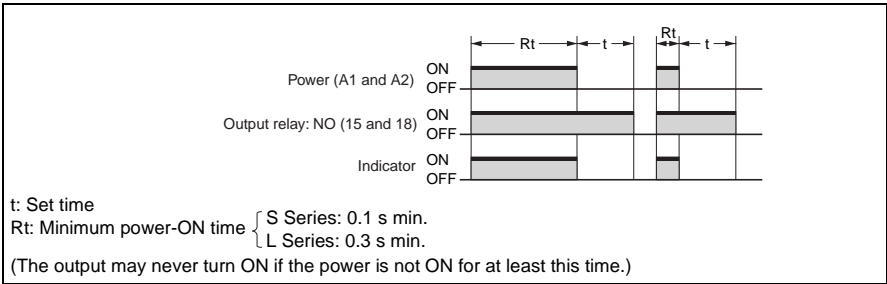 Rt t Rt t
Power (A1 and A2) ON
OFF
Output relay: NO (15 and 18) ON
OFF
Indicator ON
OFF
t: Set time
Rt: Minimum power-ON time { S Series: 0.1 s min.
L Series: 0.3 s min.
(The output may never turn ON if the power is not ON for at least this time.)